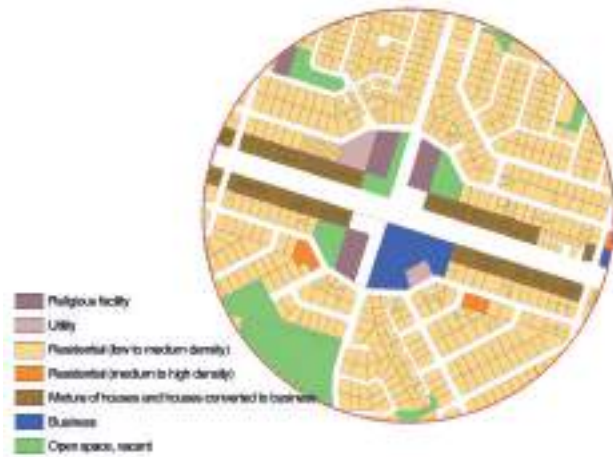 Religious facility
Utility
Residential (low to medium density)
Residential (medium to high density)
Mixture of houses and houses converted to business
Business
Open space, vacant